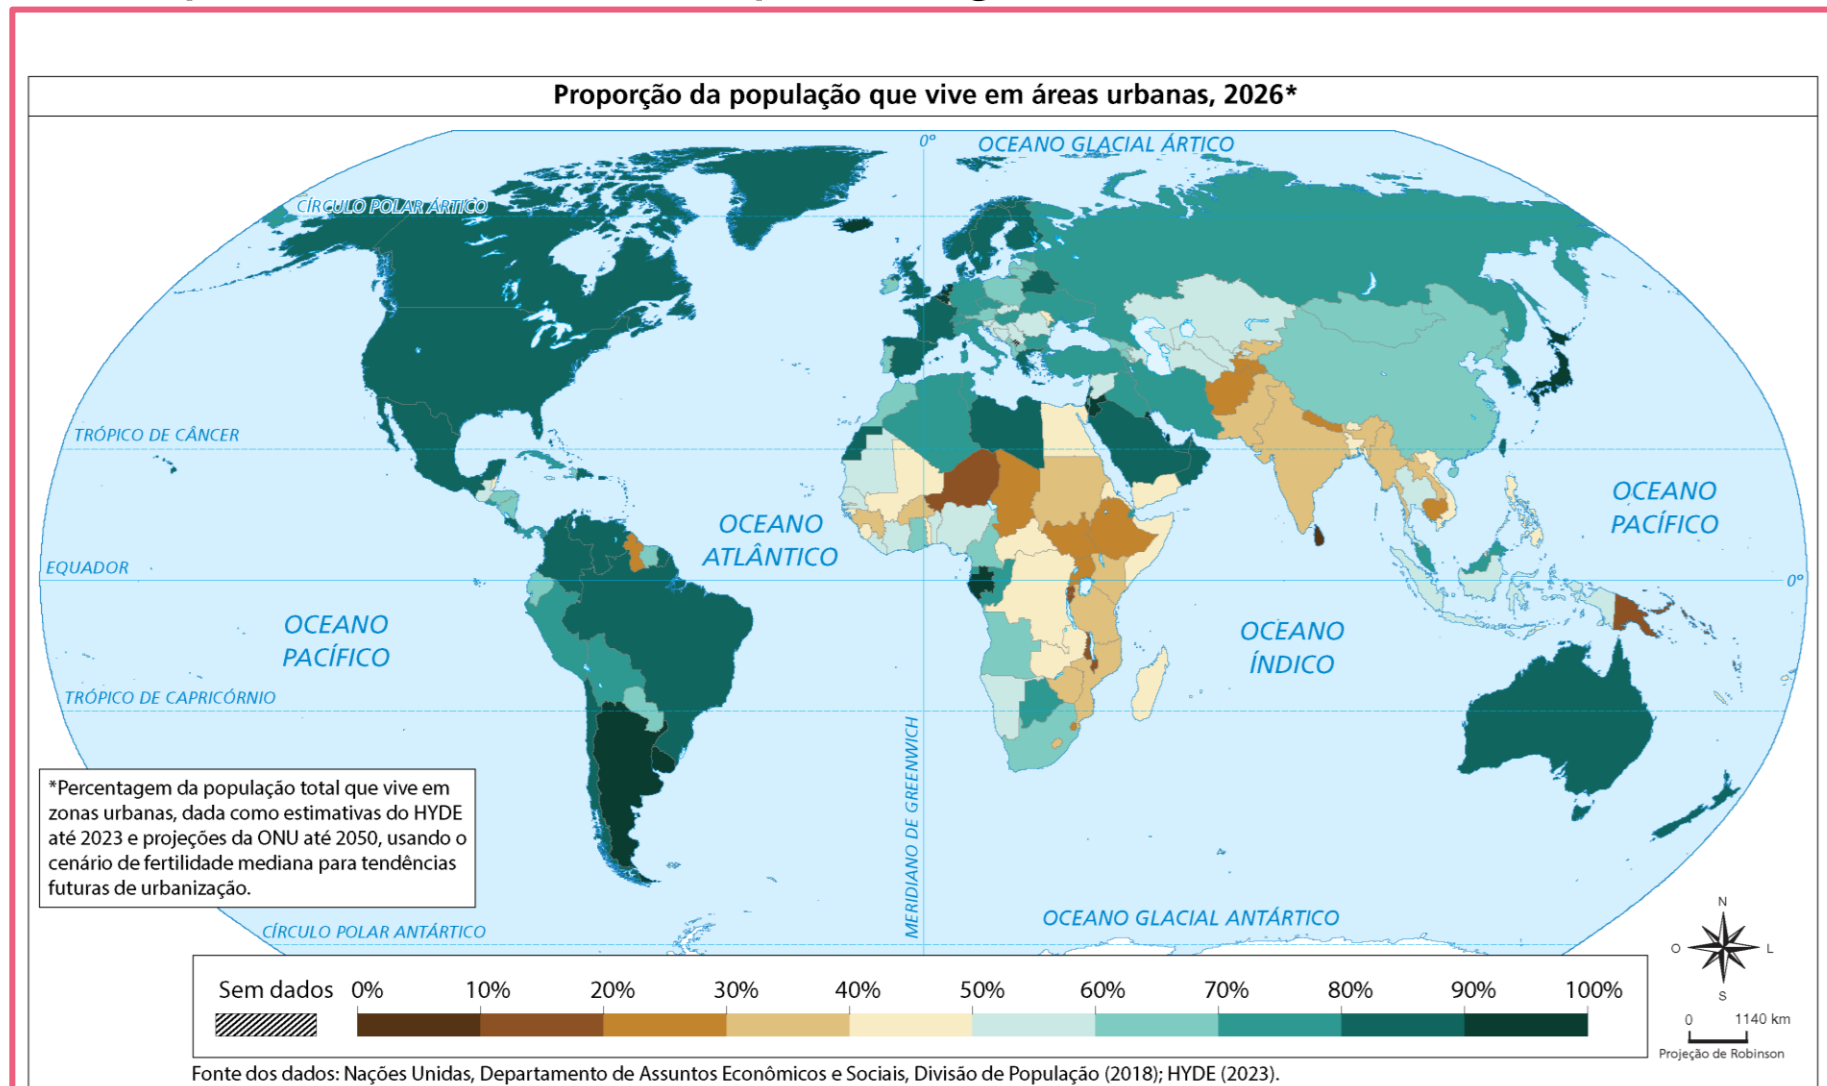 Proporção da população que vive em áreas urbanas, 2026*
0°
OCEANO GLACIAL ÁRTICO
CÍRCULO POLAR ÁRTICO
TRÓPICO DE CÂNCER
OCEANO
ATLÂNTICO
OCEANO
PACÍFICO
EQUADOR
0°
OCEANO
PACÍFICO
OCEANO
ÍNDICO
TRÓPICO DE CAPRICÓRNIO
MERIDIANO DE GREENWICH
*Percentagem da população total que vive em
zonas urbanas, dada como estimativas do HYDE
até 2023 e projeções da ONU até 2050, usando o
cenário de fertilidade mediana para tendências
futuras de urbanização.
CÍRCULO POLAR ANTÁRTICO
OCEANO GLACIAL ANTÁRTICO
N
O L
S
Sem dados 0% 10% 20% 30% 40% 50% 60% 70% 80% 90% 100%
0 1140 km
Projeção de Robinson
Fonte dos dados: Nações Unidas, Departamento de Assuntos Econômicos e Sociais, Divisão de População (2018); HYDE (2023).